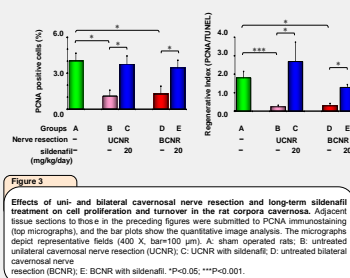 *
*
*
*
6.0
3.0
0.0
PCNA positive cells (%)
*
***
*
*
4.0
3.0
2.0
1.0
0.0
Regenerative Index (PCNA/TUNEL)
Groups A B C D E A B C D E
Nerve resection – UCNR BCNR – UCNR BCNR
sildenafil – – 20 – 20 – – 20 – 20
(mg/kg/day)
Figure 3
Effects of uni- and bilateral cavernosal nerve resection and long-term sildenafil
treatment on cell proliferation and turnover in the rat corpora cavernosa. Adjacent
tissue sections to those in the preceding figures were submitted to PCNA immunostaining
(top micrographs), and the bar plots show the quantitative image analysis. The micrographs
depict representative fields (400 X, bar=100 µm). A: sham operated rats; B: untreated
unilateral cavernosal nerve resection (UCNR); C: UCNR with sildenafil; D: untreated bilateral
cavernosal nerve
resection (BCNR); E: BCNR with sildenafil. *P<0.05; ***P<0.001.